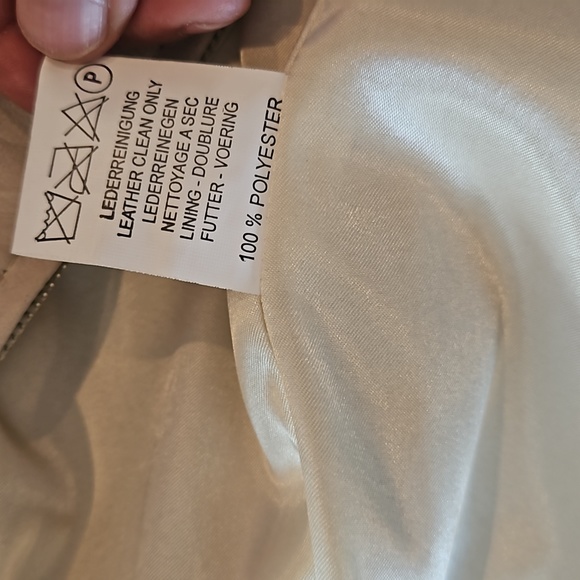 P
LEDERREINIGUNG
LEATHER CLEAN ONLY
LEDERREINEGEN
NETTOYAGE A SEC
LINING - DOUBLURE
FUTTER - VOERING
100 % POLYESTER